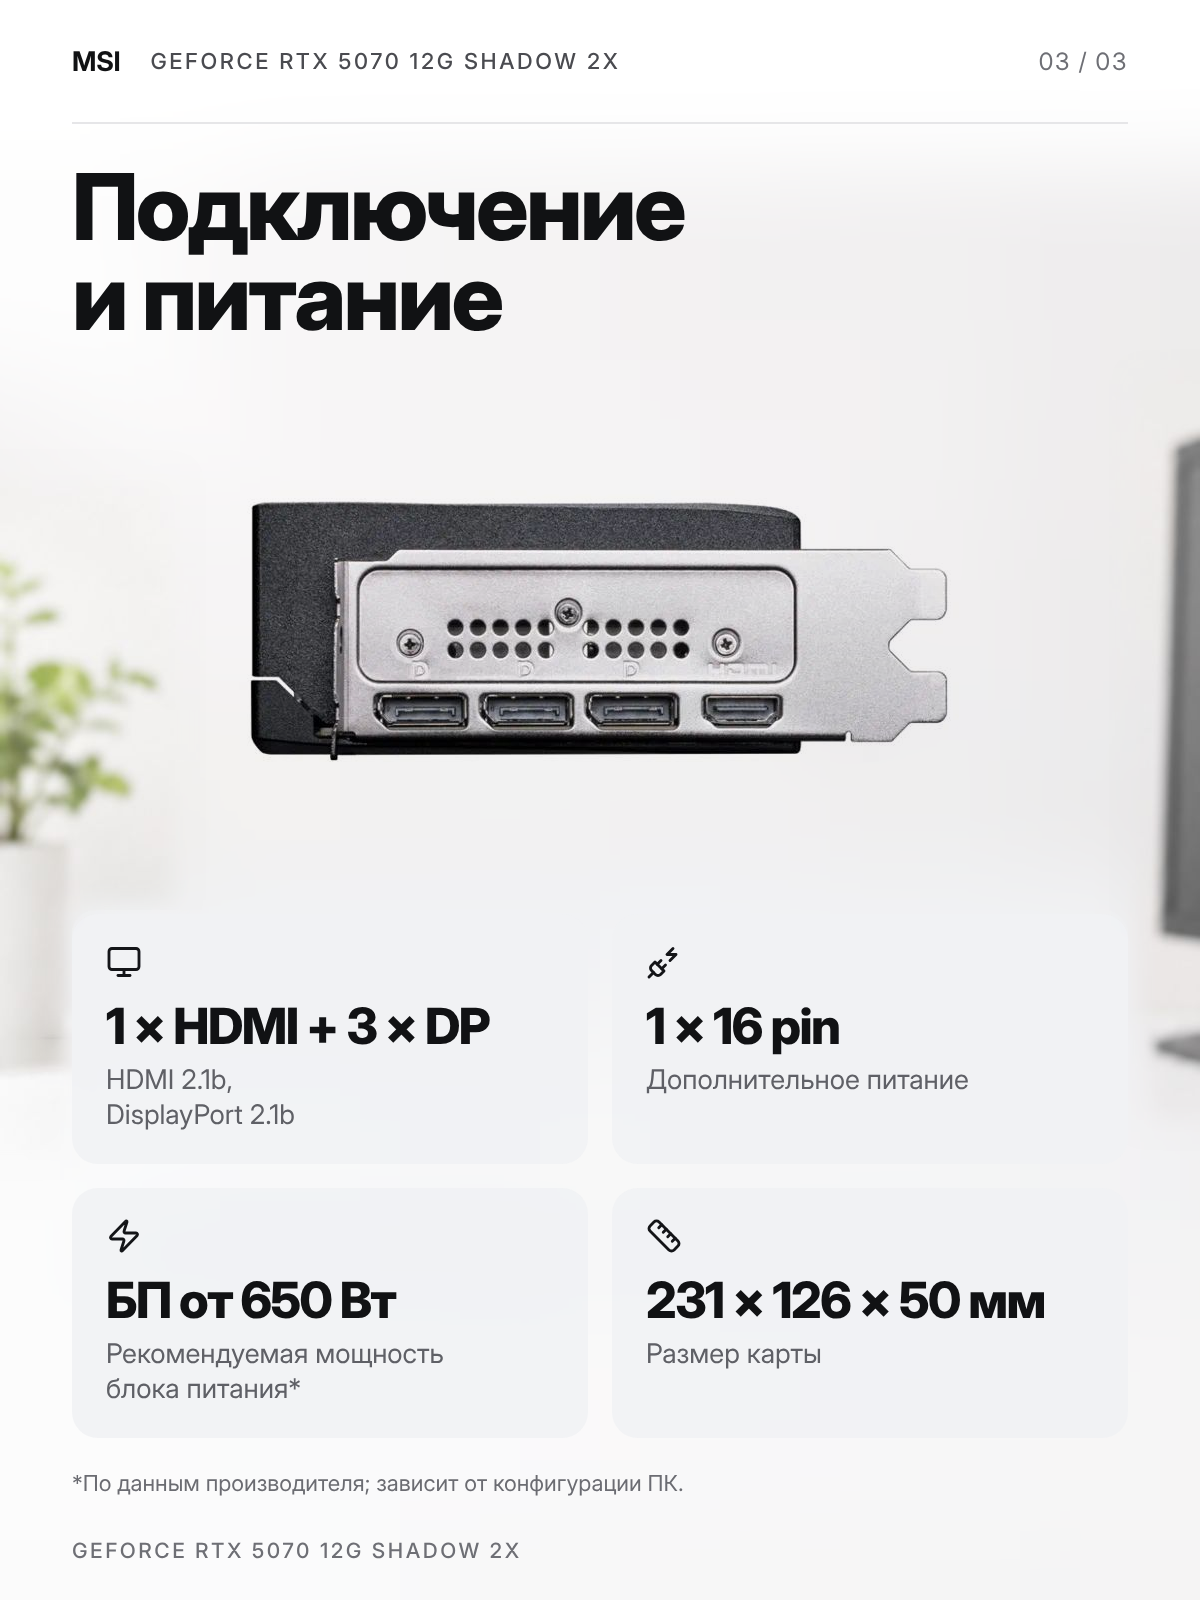 MSI GEFORCE RTX 5070 12G SHADOW 2X 03 / 03
Подключение
и питание
HDMI
1 × HDMI + 3 × DP
HDMI 2.1b,
DisplayPort 2.1b
1 × 16 pin
Дополнительное питание
БП от 650 Вт
Рекомендуемая мощность
блока питания*
231 × 126 × 50 мм
Размер карты
*По данным производителя; зависит от конфигурации ПК.
GEFORCE RTX 5070 12G SHADOW 2X